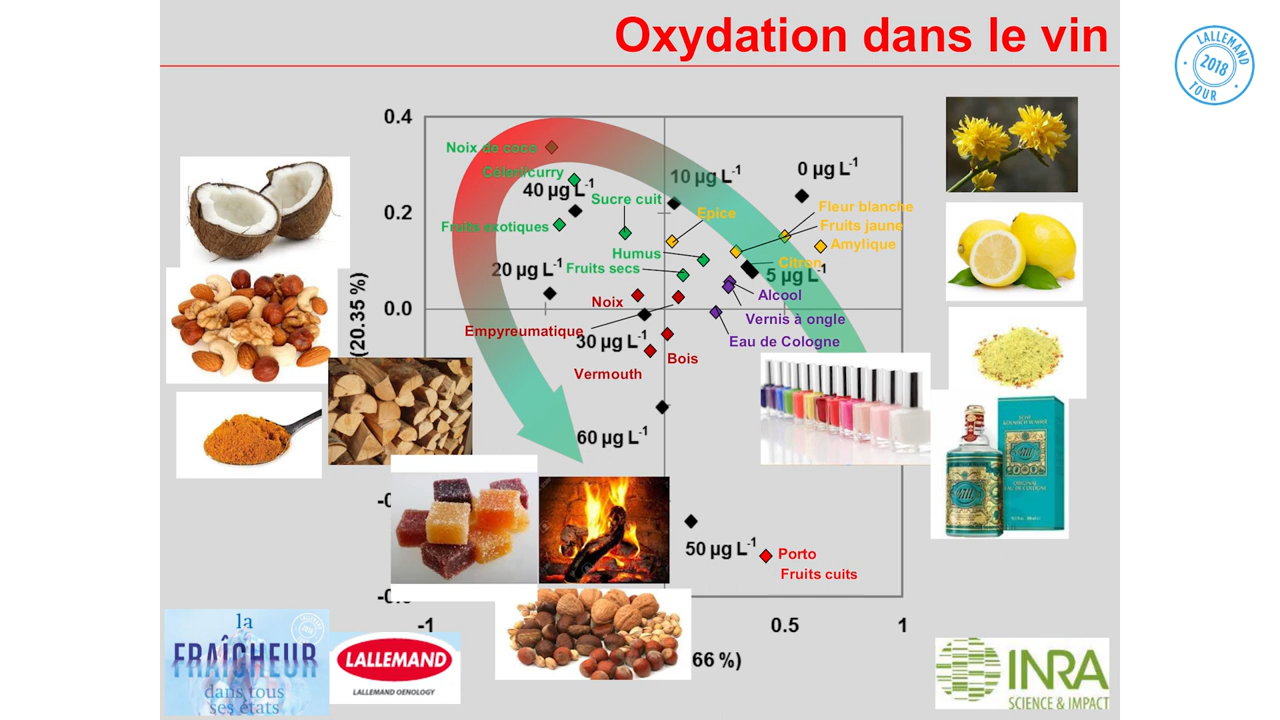 Oxydation dans le vin
LALLEMAND
2018
TOUR
0.4
Noix de coco
Céleri/curry
40 µg L-1
10 µg L-1
0 µg L-1
Sucre cuit
0.2
Epice
Fleur blanche
Fruits exotiques
Fruits jaune
Amylique
Humus
Citron
20 µg L-1
Fruits secs
5 µg L-1
0.0
Noix
Alcool
Vernis à ongle
Empyreumatique
30 µg L-1
Eau de Cologne
Bois
Vermouth
(20.35 %)
60 µg L-1
50 µg L-1
Porto
Fruits cuits
-1
0.5
1
66 %)
la
FRAÎCHEUR
dans tous
ses états
LALLEMAND
LALLEMAND OENOLOGY
INRA
SCIENCE & IMPACT